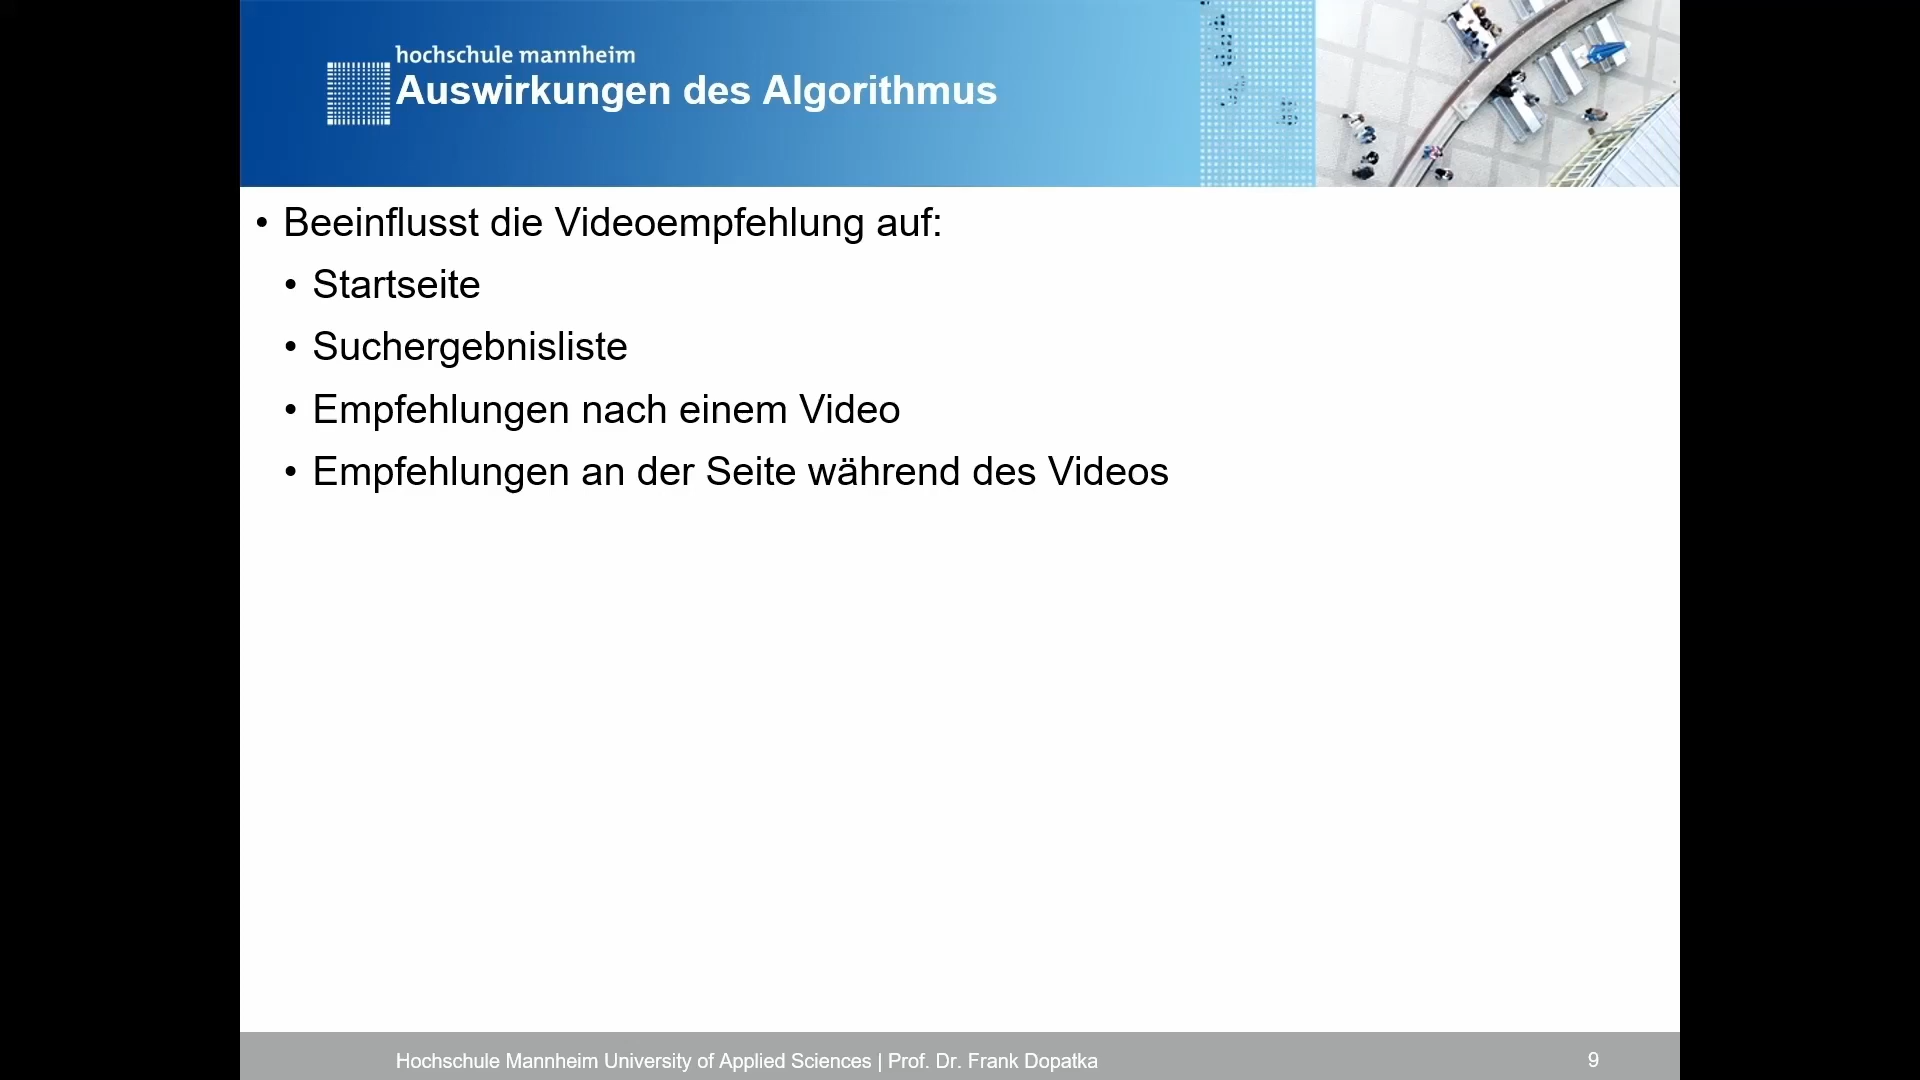 hochschule mannheim
Auswirkungen des Algorithmus
• Beeinflusst die Videoempfehlung auf:
• Startseite
• Suchergebnisliste
• Empfehlungen nach einem Video
• Empfehlungen an der Seite während des Videos
Hochschule Mannheim University of Applied Sciences | Prof. Dr. Frank Dopatka
9